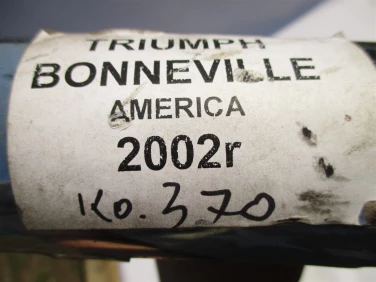 TRIUMPH
BONNEVILLE
AMERICA
2002r
Ko. 370